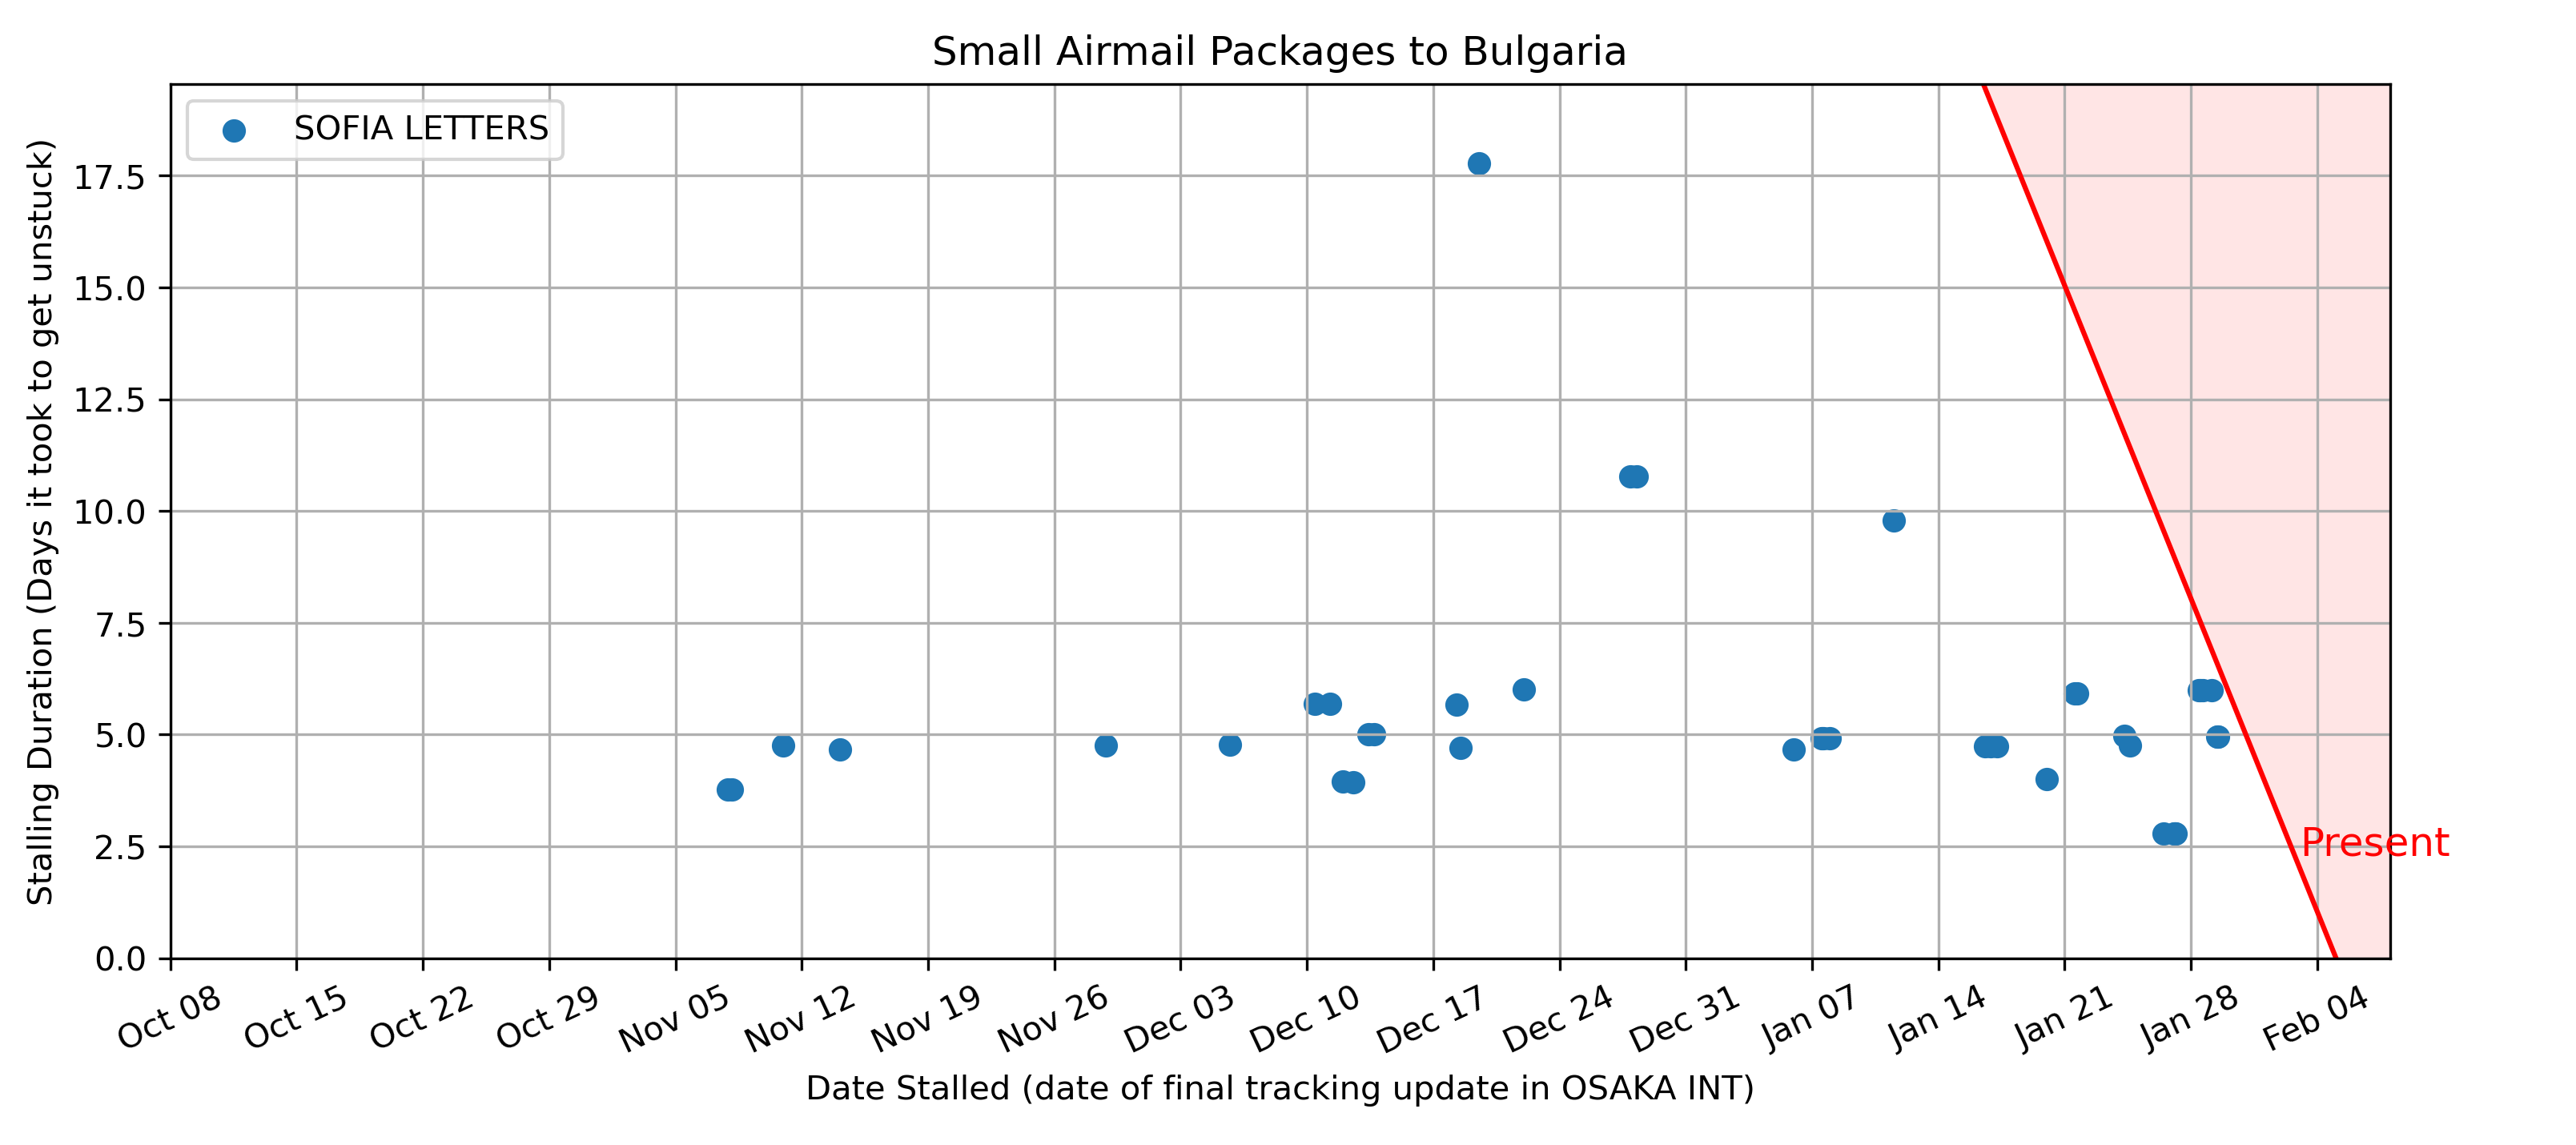 Small Airmail Packages to Bulgaria
SOFIA LETTERS
Stalling Duration (Days it took to get unstuck)
17.5
15.0
12.5
10.0
7.5
5.0
2.5
0.0
Present
Oct 08
Oct 15
Oct 22
Oct 29
Nov 05
Nov 12
Nov 19
Nov 26
Dec 03
Dec 10
Dec 17
Dec 24
Dec 31
Jan 07
Jan 14
Jan 21
Jan 28
Feb 04
Date Stalled (date of final tracking update in OSAKA INT)